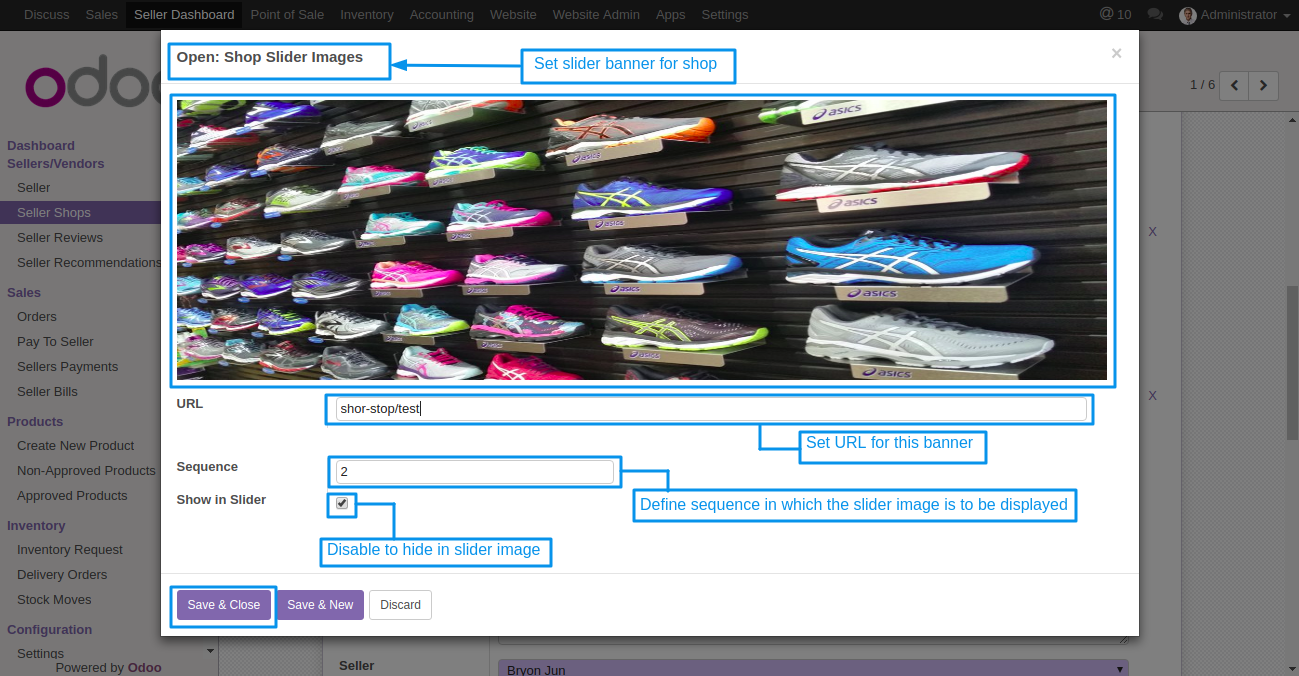 Discuss Sales Seller Dashboard Point of Sale Inventory Accounting Website Website Admin Apps Settings @ 10 Administrator
odoo
Open: Shop Slider Images
Set slider banner for shop
×
1 / 6
asics
asics
asics
asics
asics
asics
asics
asics
asics
URL
shor-stop/test
Set URL for this banner
Sequence
2
Define sequence in which the slider image is to be displayed
Show in Slider
Disable to hide in slider image
Save & Close
Save & New
Discard
Dashboard
Sellers/Vendors
Seller
Seller Shops
Seller Reviews
Seller Recommendations
Sales
Orders
Pay To Seller
Sellers Payments
Seller Bills
Products
Create New Product
Non-Approved Products
Approved Products
Inventory
Inventory Request
Delivery Orders
Stock Moves
Configuration
Settings
Powered by Odoo
X
X
Seller
Bryon Jun